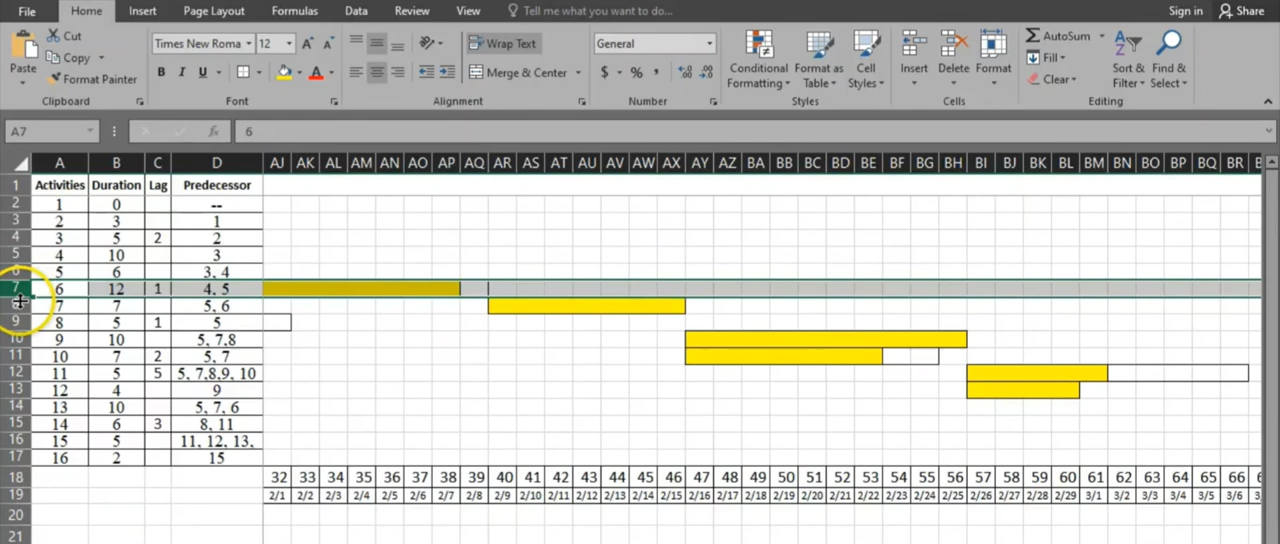 File Home Insert Page Layout Formulas Data Review View Tell me what you want to do... Sign in Share
Paste Cut Times New Roma 12 A A Wrap Text General AutoSum A Z
Copy
Format Painter B I U A Merge & Center $ % , .0 .00 .00 .0 Conditional Formatting Format as Table Cell Styles Insert Delete Format Fill Clear Sort & Filter Find & Select
Clipboard Font Alignment Number Styles Cells Editing
A7 fx 6
A B C D AJ AK AL AM AN AO AP AQ AR AS AT AU AV AW AX AY AZ BA BB BC BD BE BF BG BH BI BJ BK BL BM BN BO BP BQ BR
1 Activities Duration Lag Predecessor
2 1 0 --
3 2 3 1
4 3 5 2 2
5 4 10 3
6 5 6 3, 4
7 6 12 1 4, 5
8 7 7 5, 6
9 8 5 1 5
10 9 10 5, 7,8
11 10 7 2 5, 7
12 11 5 5 5, 7,8,9, 10
13 12 4 9
14 13 10 5, 7, 6
15 14 6 3 8, 11
16 15 5 11, 12, 13,
17 16 2 15
18 32 33 34 35 36 37 38 39 40 41 42 43 44 45 46 47 48 49 50 51 52 53 54 55 56 57 58 59 60 61 62 63 64 65 66
19 2/1 2/2 2/3 2/4 2/5 2/6 2/7 2/8 2/9 2/10 2/11 2/12 2/13 2/14 2/15 2/16 2/17 2/18 2/19 2/20 2/21 2/22 2/23 2/24 2/25 2/26 2/27 2/28 2/29 3/1 3/2 3/3 3/4 3/5 3/6
20
21